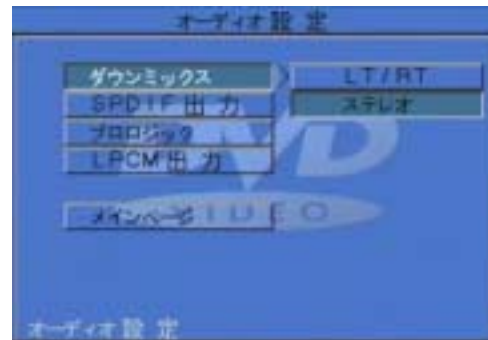 オーディオ設定
ダウンミックス
LT/RT
SPDIF出力
ステレオ
プロロジック
LPCM出力
メインページ
VIDEO
オーディオ設定